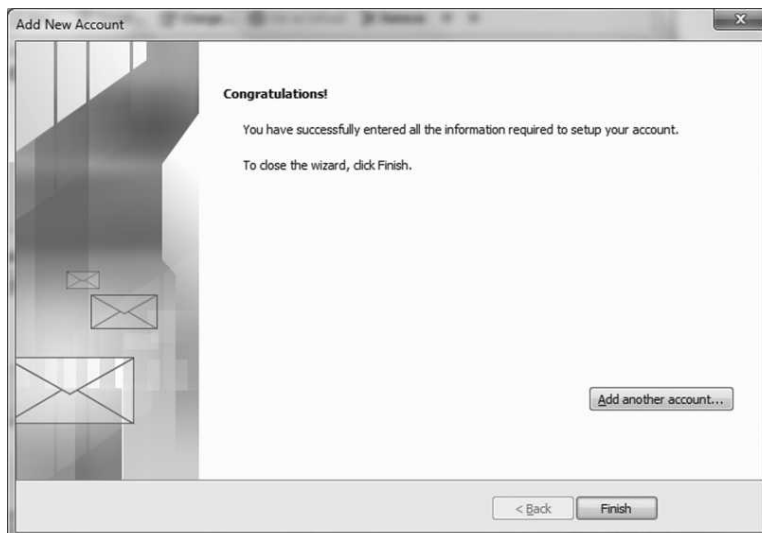 Add New Account
Congratulations!
You have successfully entered all the information required to setup your account.
To close the wizard, click Finish.
Add another account...
< Back
Finish